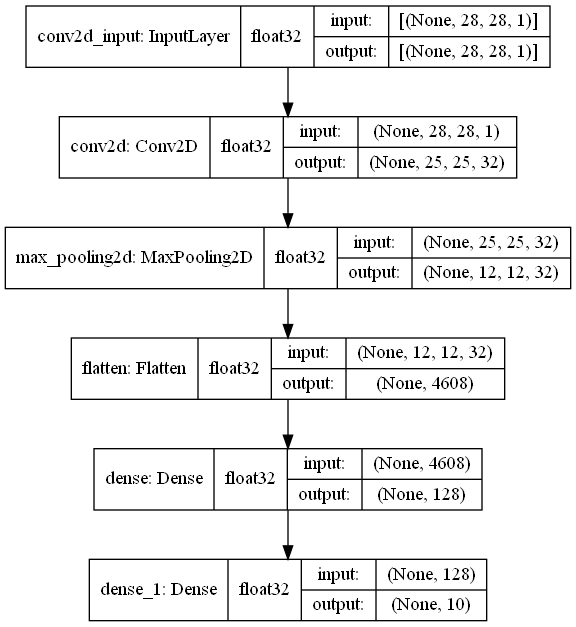 conv2d_input: InputLayer float32 input: [(None, 28, 28, 1)]
output: [(None, 28, 28, 1)]
conv2d: Conv2D float32 input: (None, 28, 28, 1)
output: (None, 25, 25, 32)
max_pooling2d: MaxPooling2D float32 input: (None, 25, 25, 32)
output: (None, 12, 12, 32)
flatten: Flatten float32 input: (None, 12, 12, 32)
output: (None, 4608)
dense: Dense float32 input: (None, 4608)
output: (None, 128)
dense_1: Dense float32 input: (None, 128)
output: (None, 10)